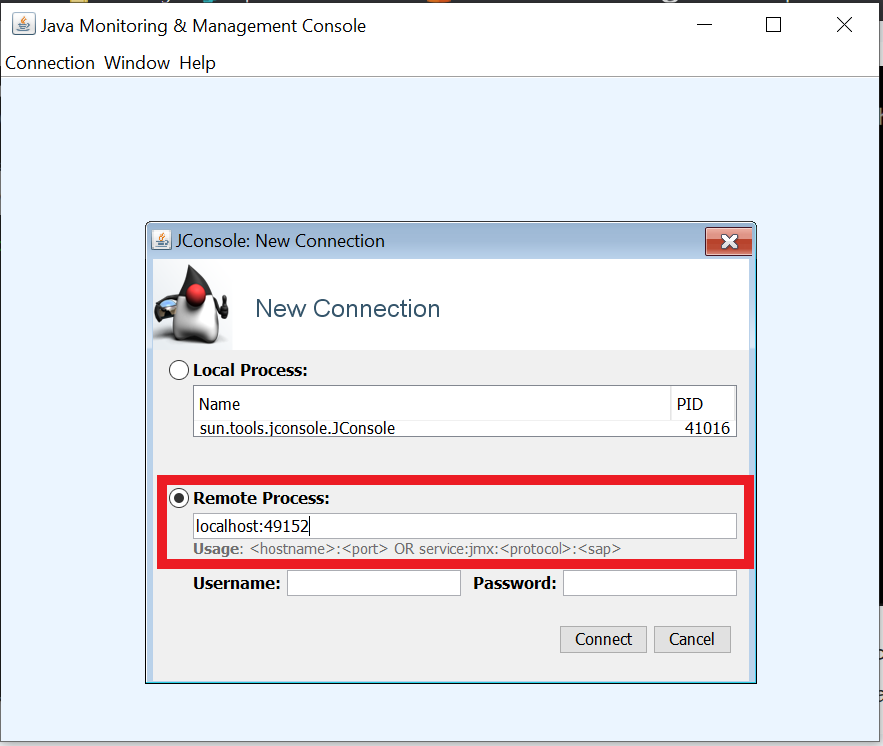 Java Monitoring & Management Console
Connection Window Help
JConsole: New Connection
New Connection
Local Process:
Name PID
sun.tools.jconsole.JConsole 41016
Remote Process:
localhost:49152
Usage: <hostname>:<port> OR service:jmx:<protocol>:<sap>
Username: Password:
Connect Cancel